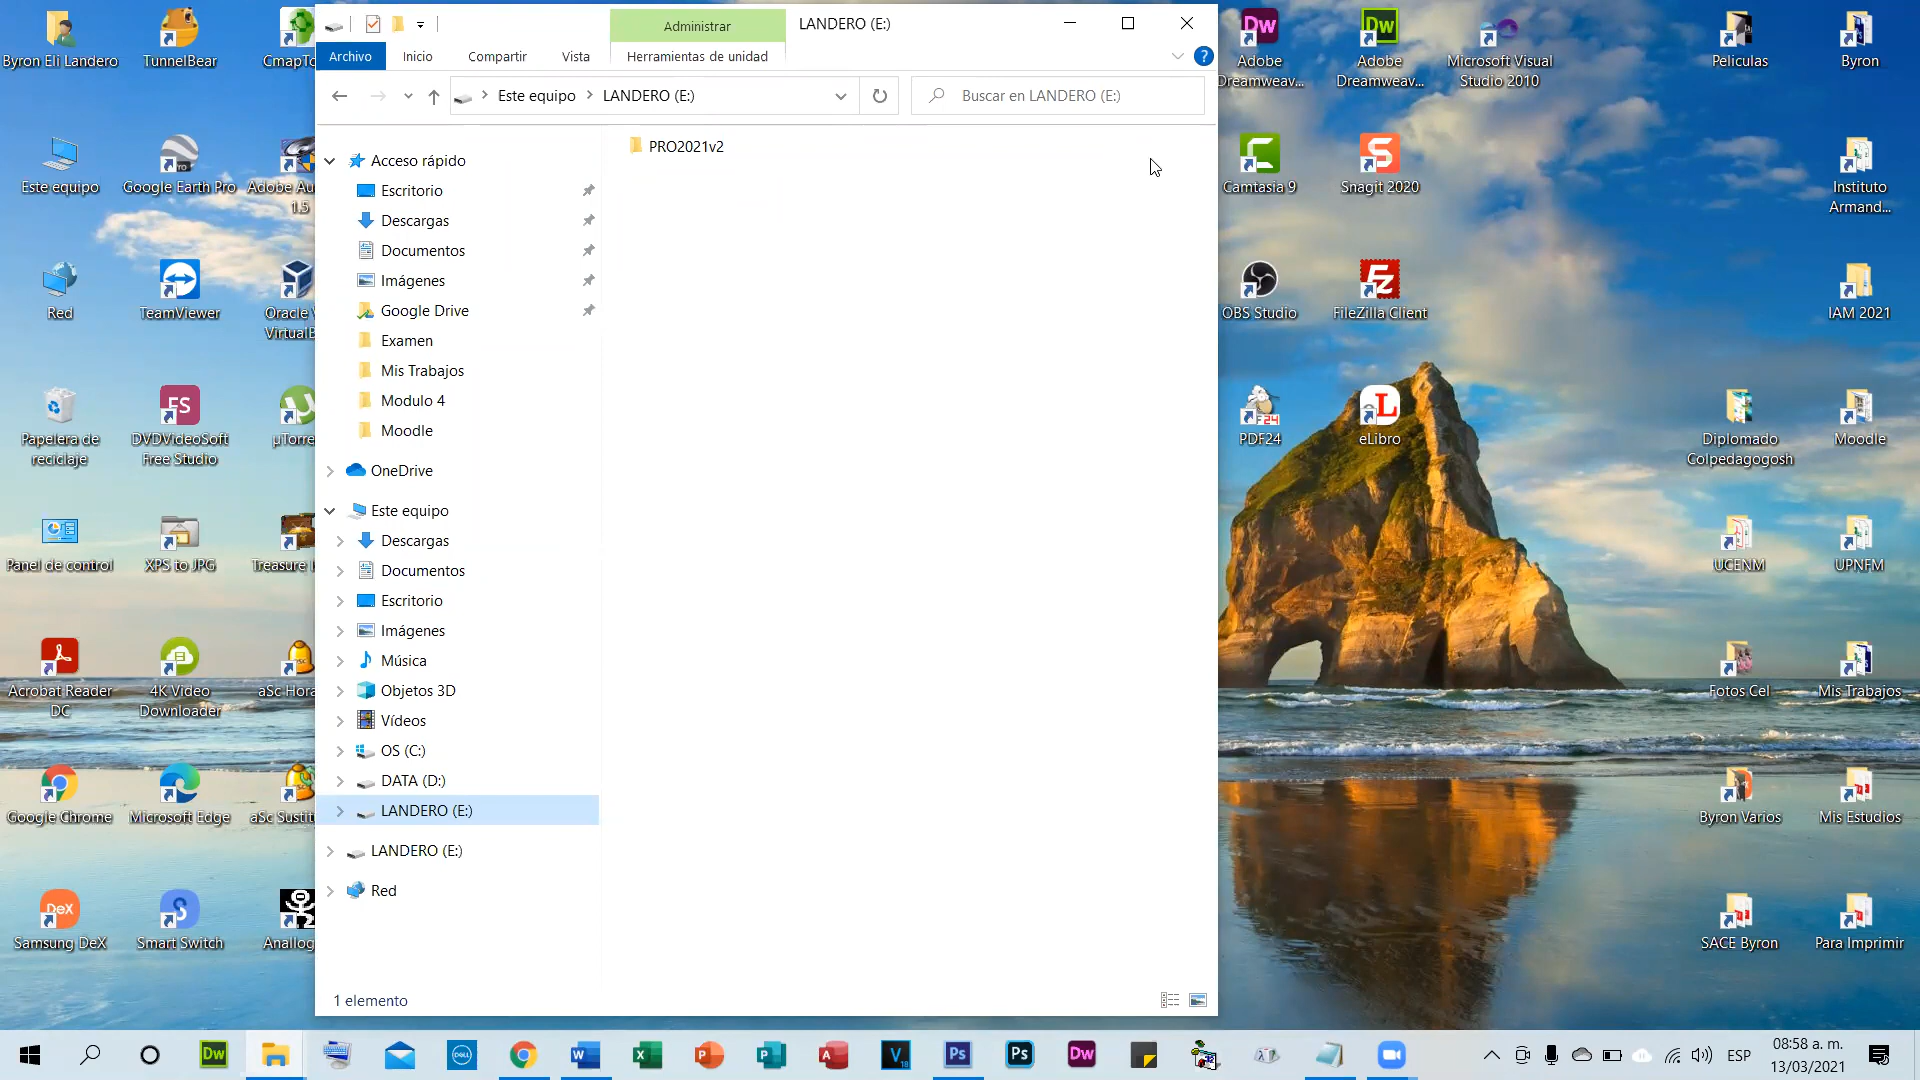 Byron Eli Landero
TunnelBear
CmapTo
Este equipo
Google Earth Pro
Adobe Au
1.5
Red
TeamViewer
Oracle
VirtualB
Papelera de
reciclaje
DVDVideoSoft
Free Studio
µTorre
Panel de control
XPS to JPG
Treasure
Acrobat Reader
DC
4K Video
Downloader
aSc Hora
Google Chrome
Microsoft Edge
aSc Sustit
Samsung DeX
Smart Switch
Anallog
Administrar
LANDERO (E:)
Archivo
Inicio
Compartir
Vista
Herramientas de unidad
Este equipo
LANDERO (E:)
Buscar en LANDERO (E:)
Acceso rápido
Escritorio
Descargas
Documentos
Imágenes
Google Drive
Examen
Mis Trabajos
Modulo 4
Moodle
OneDrive
Este equipo
Descargas
Documentos
Escritorio
Imágenes
Música
Objetos 3D
Vídeos
OS (C:)
DATA (D:)
LANDERO (E:)
LANDERO (E:)
Red
PRO2021v2
1 elemento
Adobe
Dreamweav...
Adobe
Dreamweav...
Microsoft Visual
Studio 2010
Peliculas
Byron
Camtasia 9
Snagit 2020
Instituto
Armand...
OBS Studio
FileZilla Client
IAM 2021
PDF24
eLibro
Diplomado
Colpedagogosh
Moodle
UCENM
UPNFM
Fotos Cel
Mis Trabajos
Byron Varios
Mis Estudios
SACE Byron
Para Imprimir
ESP
08:58 a. m.
13/03/2021